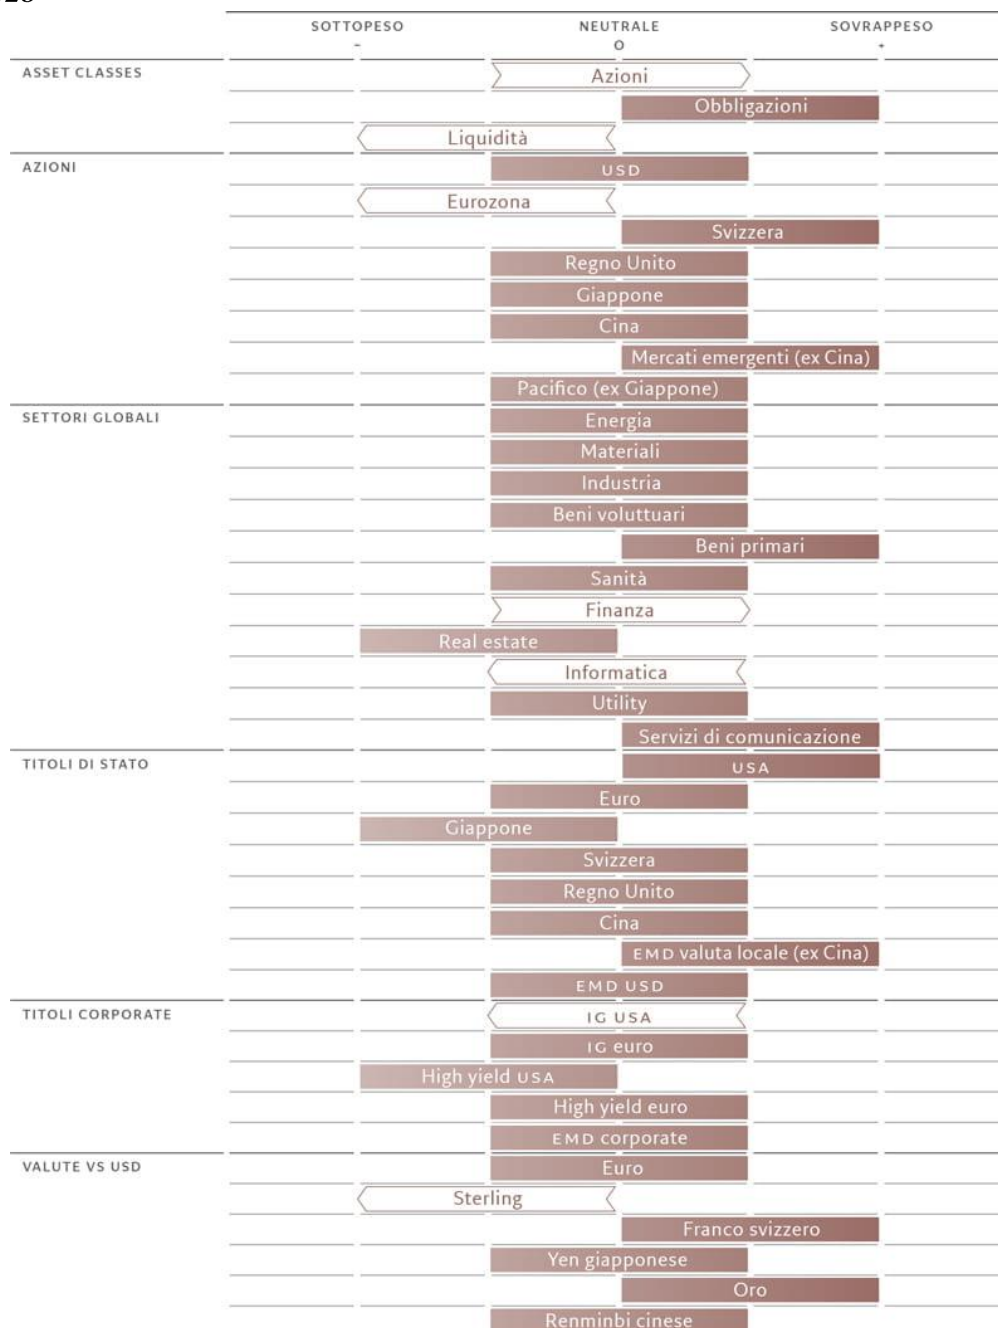 SOTTOPESO NEUTRALE SOVRAPPESO
- O +
ASSET CLASSES Azioni
Obbligazioni
Liquidità
AZIONI USD
Eurozona
Svizzera
Regno Unito
Giappone
Cina
Mercati emergenti (ex Cina)
Pacifico (ex Giappone)
SETTORI GLOBALI Energia
Materiali
Industria
Beni voluttuari
Beni primari
Sanità
Finanza
Real estate
Informatica
Utility
Servizi di comunicazione
TITOLI DI STATO USA
Euro
Giappone
Svizzera
Regno Unito
Cina
EMD valuta locale (ex Cina)
EMD USD
TITOLI CORPORATE IG USA
IG euro
High yield USA
High yield euro
EMD corporate
VALUTE VS USD Euro
Sterling
Franco svizzero
Yen giapponese
Oro
Renminbi cinese